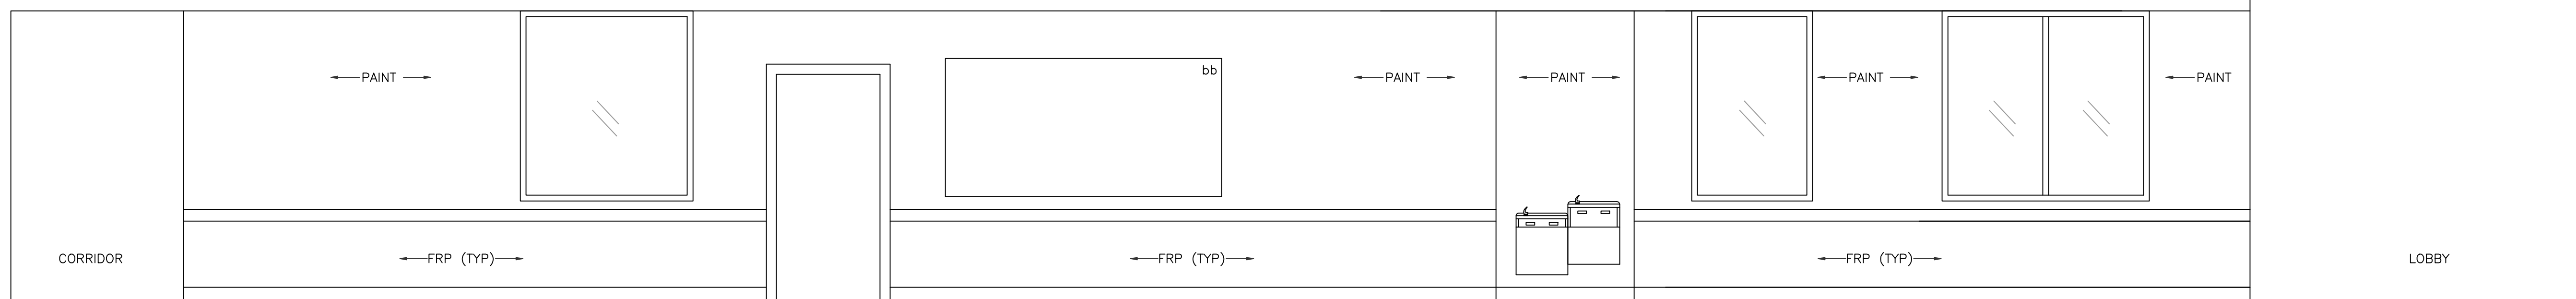 bb
PAINT
PAINT
PAINT
PAINT
PAINT
CORRIDOR
FRP (TYP)
FRP (TYP)
FRP (TYP)
LOBBY